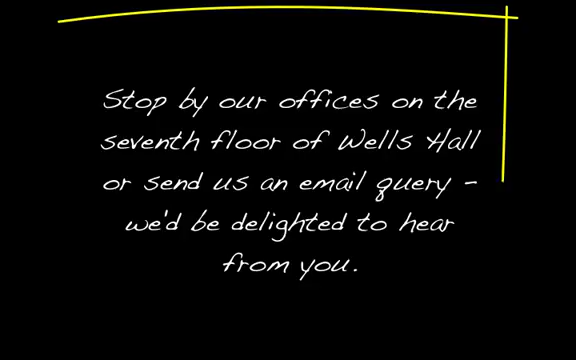 Stop by our offices on the
seventh floor of Wells Hall
or send us an email query -
we'd be delighted to hear
from you.